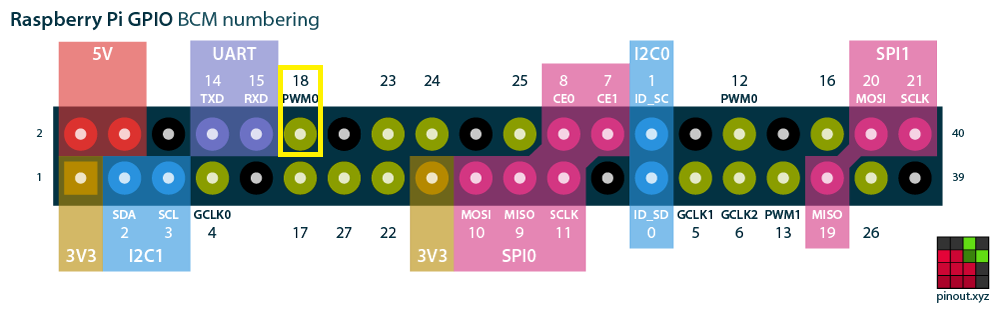 Raspberry Pi GPIO BCM numbering
5V UART I2C0 SPI1
14 15 18 23 24 25 8 7 1 12 16 20 21
TXD RXD PWM0 CE0 CE1 ID_SC PWM0 MOSI SCLK
2 40
1 39
SDA SCL GCLK0 MOSI MISO SCLK ID_SD GCLK1 GCLK2 PWM1 MISO
2 3 4 17 27 22 10 9 11 0 5 6 13 19 26
3V3 I2C1 3V3 SPI0
pinout.xyz